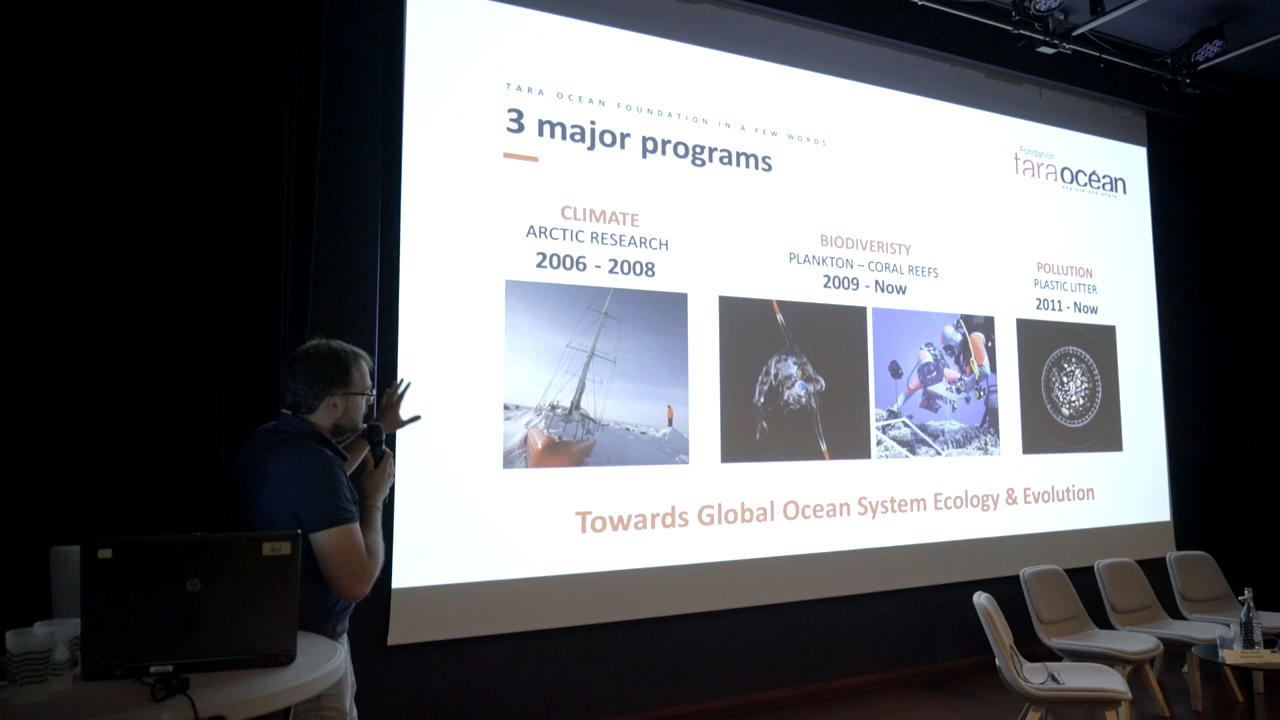 TARA OCEAN FOUNDATION IN A FEW WORDS
3 major programs
Fondation
taraocéan
CLIMATE
ARCTIC RESEARCH
2006 - 2008
BIODIVERISTY
PLANKTON – CORAL REEFS
2009 - Now
POLLUTION
PLASTIC LITTER
2011 - Now
Towards Global Ocean System Ecology & Evolution
hp